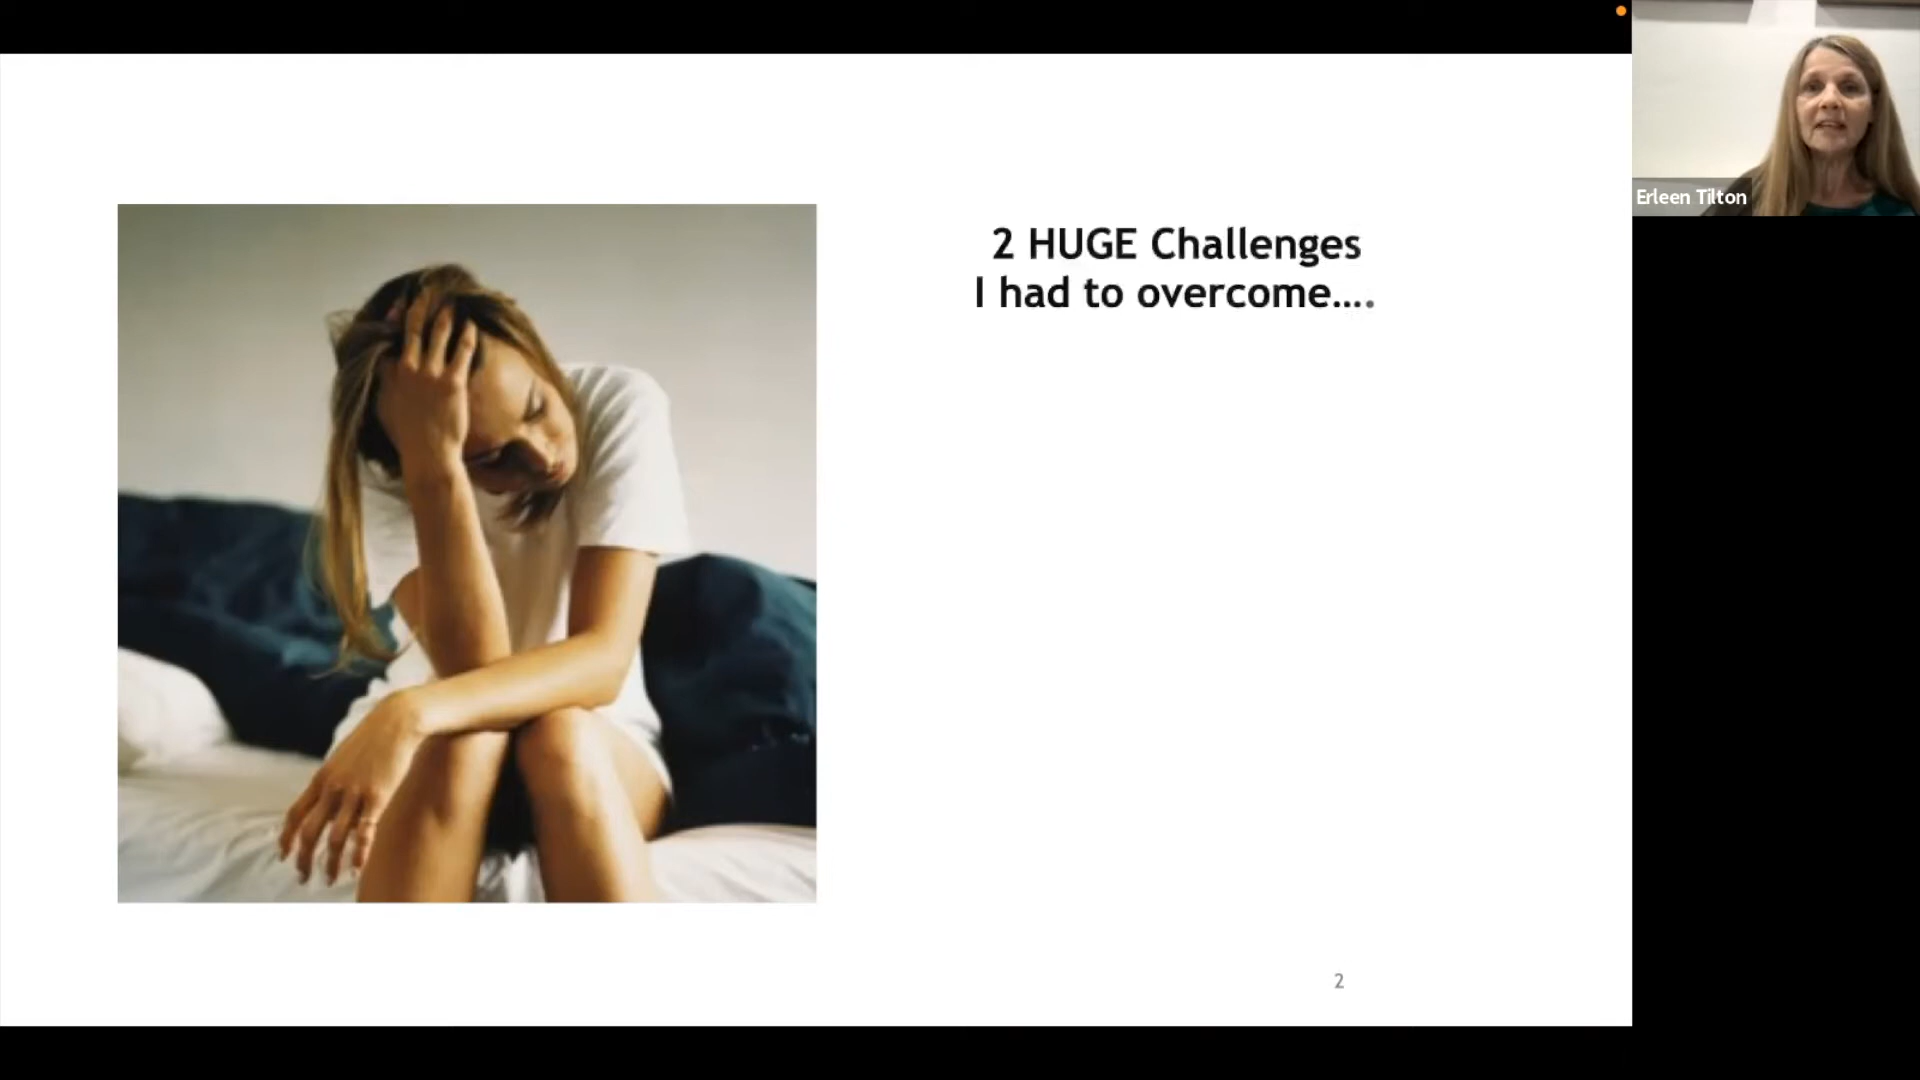 Erleen Tilton
2 HUGE Challenges
I had to overcome....
2